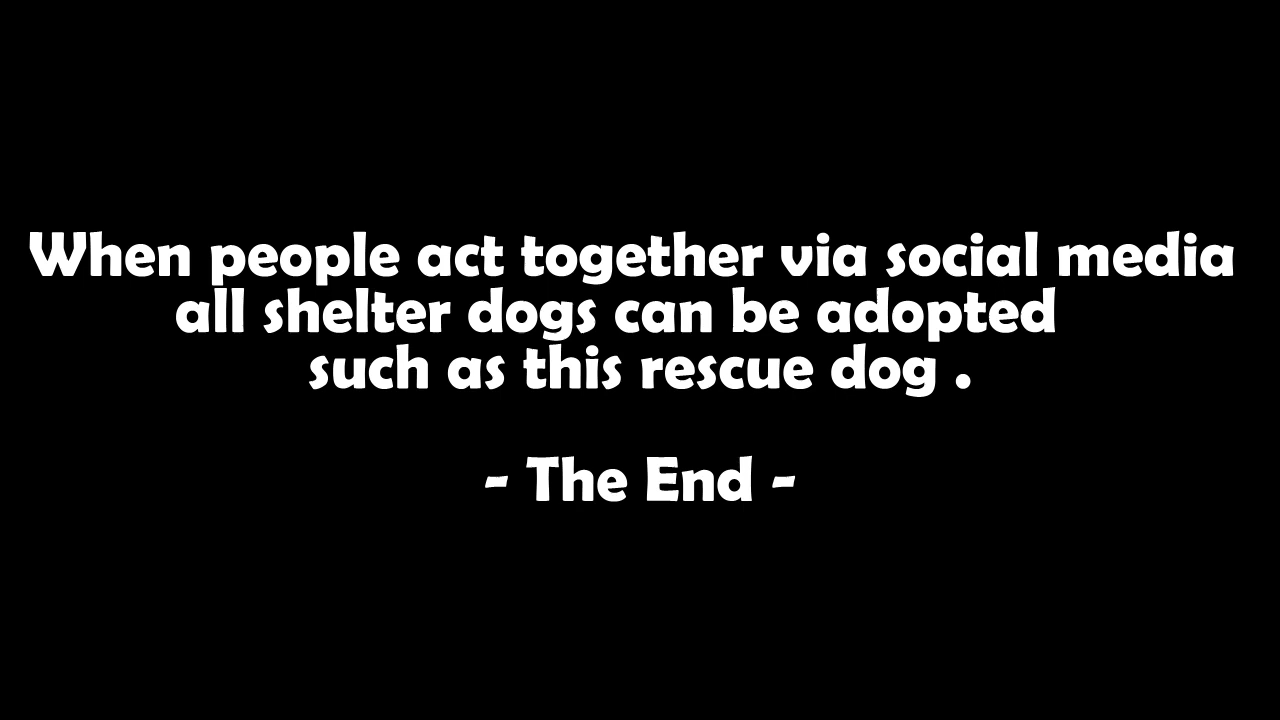 When people act together via social media
all shelter dogs can be adopted
such as this rescue dog .
- The End -